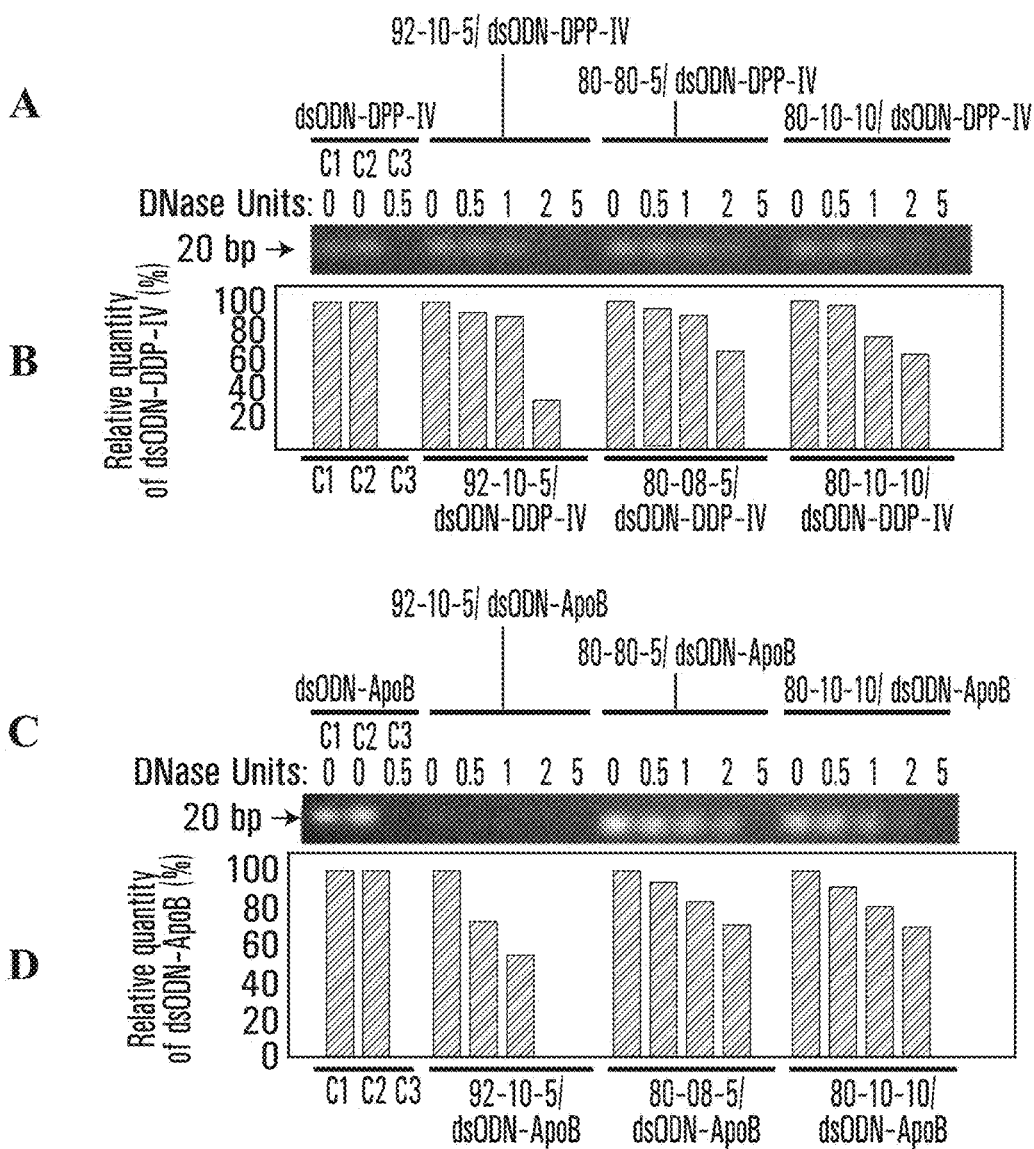 A
92-10-5/ dsODN-DPP-IV
80-80-5/ dsODN-DPP-IV
dsODN-DPP-IV
80-10-10/ dsODN-DPP-IV
C1 C2 C3
DNase Units: 0 0 0.5 0 0.5 1 2 5 0 0.5 1 2 5 0 0.5 1 2 5
20 bp →
B
Relative quantity
of dsODN-DDP-IV (%)
100
80
60
40
20
C1 C2 C3
92-10-5/
dsODN-DDP-IV
80-08-5/
dsODN-DDP-IV
80-10-10/
dsODN-DDP-IV
C
92-10-5/ dsODN-ApoB
80-80-5/ dsODN-ApoB
dsODN-ApoB
80-10-10/ dsODN-ApoB
C1 C2 C3
DNase Units: 0 0 0.5 0 0.5 1 2 5 0 0.5 1 2 5 0 0.5 1 2 5
20 bp →
D
Relative quantity
of dsODN-ApoB (%)
100
80
60
40
20
0
C1 C2 C3
92-10-5/
dsODN-ApoB
80-08-5/
dsODN-ApoB
80-10-10/
dsODN-ApoB